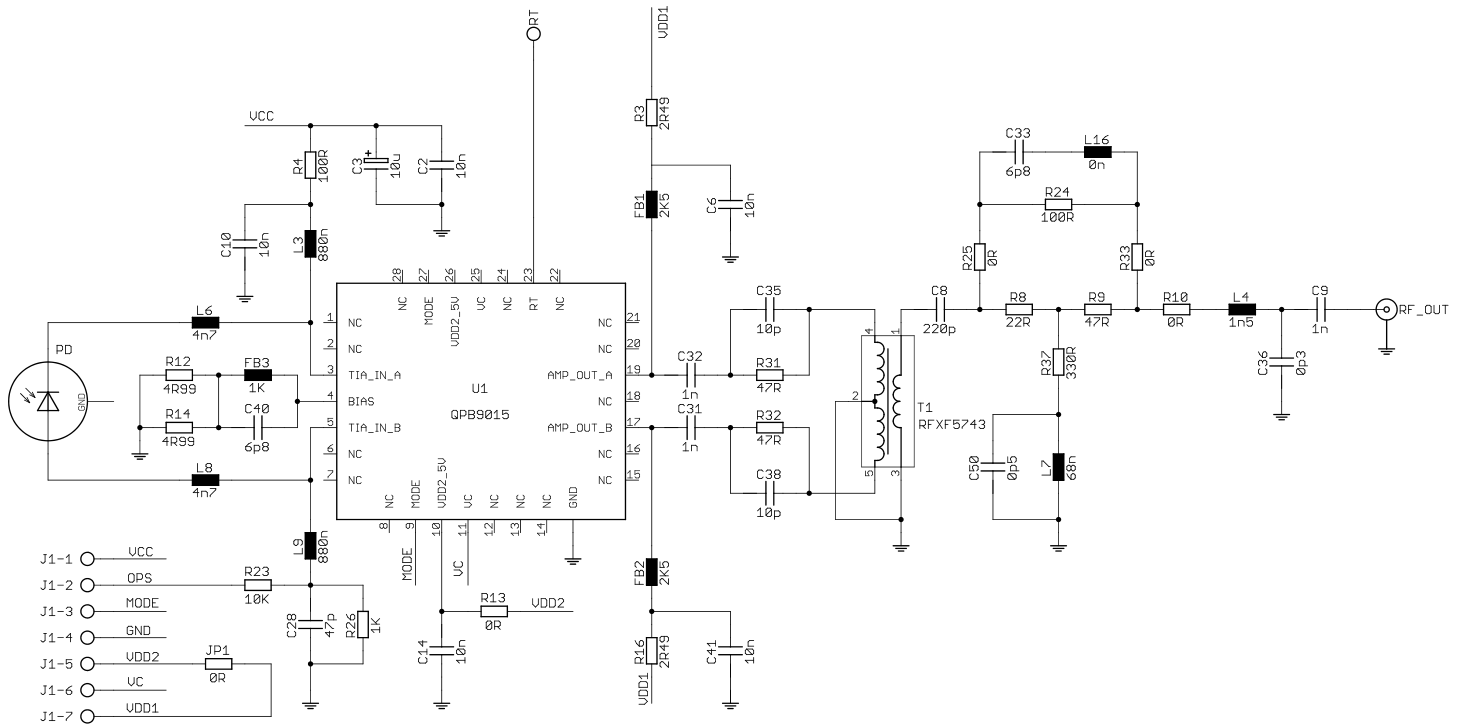 RT
VDD1
R3
2R49
VCC
R4
100R
C3
+
10u
C2
10n
C33
6p8
L16
0n
R24
100R
FB1
2K5
C6
10n
C10
10n
L3
880n
R25
0R
R33
0R
28
27
26
25
24
23
22
NC
MODE
VDD2_5V
VC
NC
RT
NC
C35
10p
C8
220p
R8
22R
R9
47R
R10
0R
L4
1n5
C9
1n
RF_OUT
L6
4n7
1
NC
2
NC
3
TIA_IN_A
4
BIAS
5
TIA_IN_B
6
NC
7
NC
U1
QPB9015
NC
21
NC
20
AMP_OUT_A
19
NC
18
AMP_OUT_B
17
NC
16
NC
15
PD
GND
R12
4R99
FB3
1K
R14
4R99
C40
6p8
L8
4n7
C32
1n
R31
47R
C31
1n
R32
47R
C38
10p
4
1
2
5
3
T1
RFXF5743
R37
330R
C36
0p3
C50
0p5
L7
68n
NC
MODE
VDD2_5V
VC
NC
NC
NC
GND
8
9
10
11
12
13
14
L9
880n
MODE
VC
FB2
2K5
J1-1
VCC
J1-2
OPS
J1-3
MODE
J1-4
GND
J1-5
VDD2
J1-6
VC
J1-7
VDD1
JP1
0R
R23
10K
C28
47p
R26
1K
R13
0R
VDD2
C14
10n
R16
2R49
VDD1
C41
10n